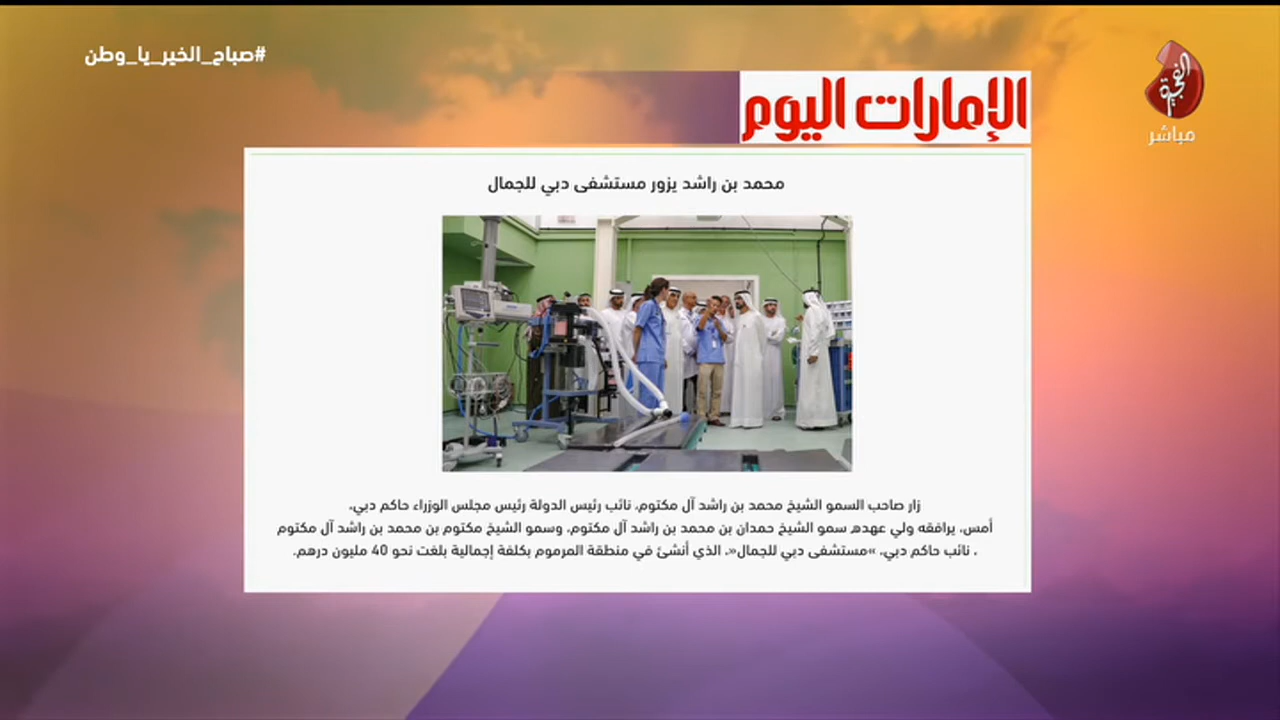 #صباح_الخير_يا_وطن
الفجيرة
مباشر
الإمارات اليوم
محمد بن راشد يزور مستشفى دبي للجمال
زار صاحب السمو الشيخ محمد بن راشد آل مكتوم، نائب رئيس الدولة رئيس مجلس الوزراء حاكم دبي،
أمس، يرافقه ولي عهده سمو الشيخ حمدان بن محمد بن راشد آل مكتوم، وسمو الشيخ مكتوم بن محمد بن راشد آل مكتوم
، نائب حاكم دبي، »مستشفى دبي للجمال«، الذي أنشئ في منطقة المرموم بكلفة إجمالية بلغت نحو 40 مليون درهم.